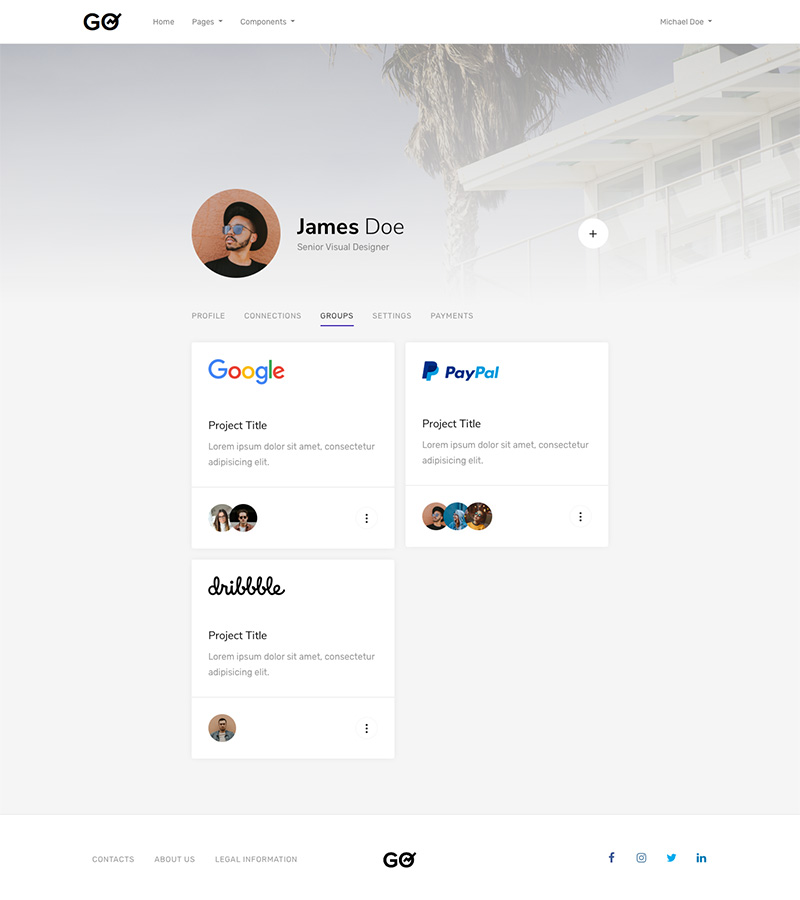 GO
Home
Pages
Components
Michael Doe
James Doe
Senior Visual Designer
+
PROFILE
CONNECTIONS
GROUPS
SETTINGS
PAYMENTS
Google
Project Title
Lorem ipsum dolor sit amet, consectetur
adipisicing elit.
PayPal
Project Title
Lorem ipsum dolor sit amet, consectetur
adipisicing elit.
dribbble
Project Title
Lorem ipsum dolor sit amet, consectetur
adipisicing elit.
CONTACTS
ABOUT US
LEGAL INFORMATION
GO
f
in